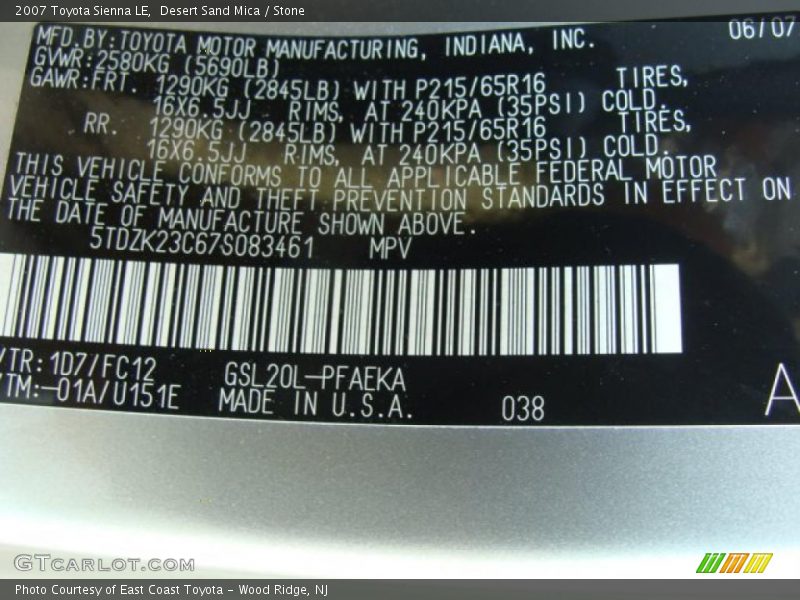 2007 Toyota Sienna LE, Desert Sand Mica / Stone
06/07
MFD.BY:TOYOTA MOTOR MANUFACTURING, INDIANA, INC.
GVWR:2580KG (5690LB)
GAWR:FRT. 1290KG (2845LB) WITH P215/65R16 TIRES,
16X6.5JJ RIMS, AT 240KPA (35PSI) COLD.
RR. 1290KG (2845LB) WITH P215/65R16 TIRES,
16X6.5JJ RIMS, AT 240KPA (35PSI) COLD.
THIS VEHICLE CONFORMS TO ALL APPLICABLE FEDERAL MOTOR
VEHICLE SAFETY AND THEFT PREVENTION STANDARDS IN EFFECT ON
THE DATE OF MANUFACTURE SHOWN ABOVE.
5TDZK23C67S083461 MPV
/TR: 1D7/FC12 GSL20L-PFAEKA
/TM:-01A/U151E MADE IN U.S.A. 038 A
GTCARLOT.COM
Photo Courtesy of East Coast Toyota - Wood Ridge, NJ